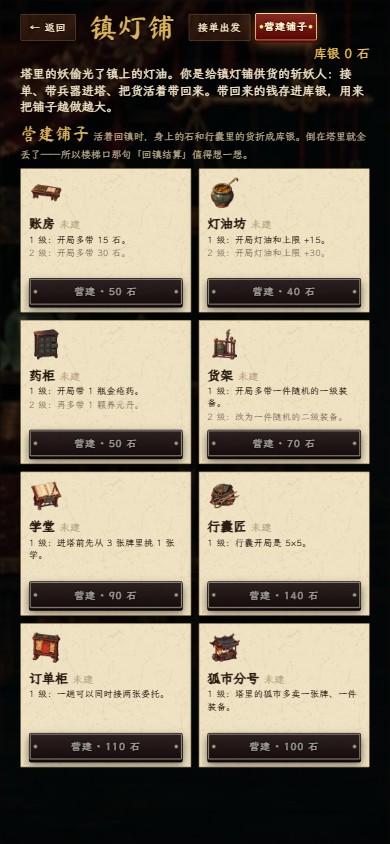 ← 返回 镇灯铺 接单出发 营建铺子
库银 0 石
塔里的妖偷光了镇上的灯油。你是给镇灯铺供货的斩妖人：接
单、带兵器进塔、把货活着带回来。带回来的钱存进库银，用来
把铺子越做越大。
营建铺子 活着回镇时，身上的石和行囊里的货折成库银。倒在塔里就全
丢了——所以楼梯口那句「回镇结算」值得想一想。
账房 未建
1 级：开局多带 15 石。
2 级：开局多带 30 石。
营建・50 石
灯油坊 未建
1 级：开局灯油和上限 +15。
2 级：开局灯油和上限 +30。
营建・40 石
药柜 未建
1 级：开局带 1 瓶金疮药。
2 级：再多带 1 颗养元丹。
营建・50 石
货架 未建
1 级：开局多带一件随机的一级装
备。
2 级：改为一件随机的二级装备。
营建・70 石
学堂 未建
1 级：进塔前先从 3 张牌里挑 1 张
学。
营建・90 石
行囊匠 未建
1 级：行囊开局是 5x5。
营建・140 石
订单柜 未建
1 级：一趟可以同时接两张委托。
营建・110 石
狐市分号 未建
1 级：塔里的狐市多卖一张牌、一件
装备。
营建・100 石